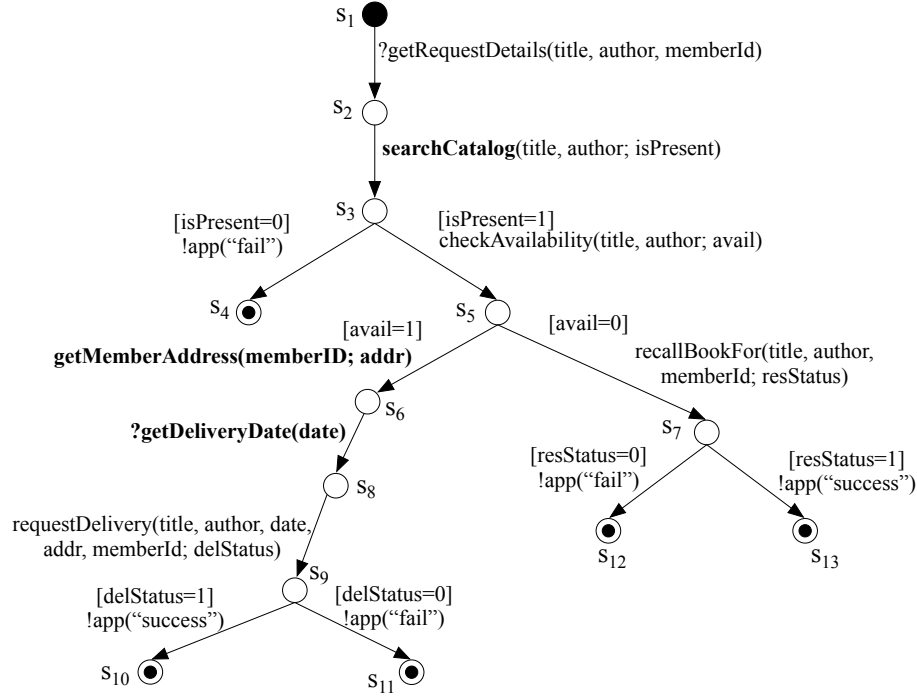 s1
?getRequestDetails(title, author, memberId)
s2
searchCatalog(title, author; isPresent)
s3
[isPresent=0]
!app(“fail”)
[isPresent=1]
checkAvailability(title, author; avail)
s4
s5
[avail=1]
getMemberAddress(memberID; addr)
[avail=0]
recallBookFor(title, author,
memberId; resStatus)
s6
s7
?getDeliveryDate(date)
[resStatus=0]
!app(“fail”)
[resStatus=1]
!app(“success”)
s8
requestDelivery(title, author, date,
addr, memberId; delStatus)
s12
s13
s9
[delStatus=1]
!app(“success”)
[delStatus=0]
!app(“fail”)
s10
s11